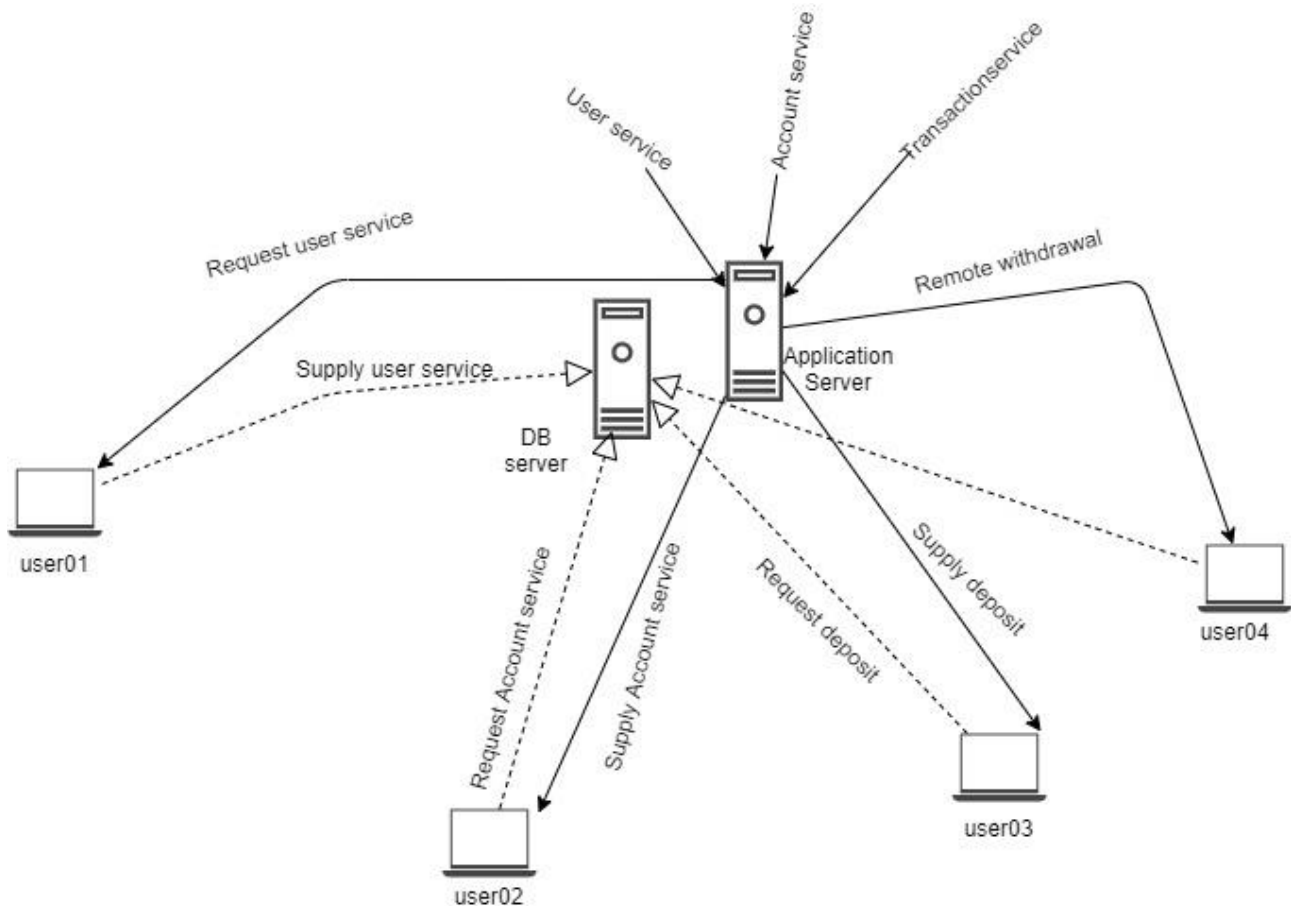 User service
Account service
Transactionservice
Request user service
Remote withdrawal
Supply user service
Application
Server
DB
server
user01
Request Account service
Supply Account service
Request deposit
Supply deposit
user04
user03
user02